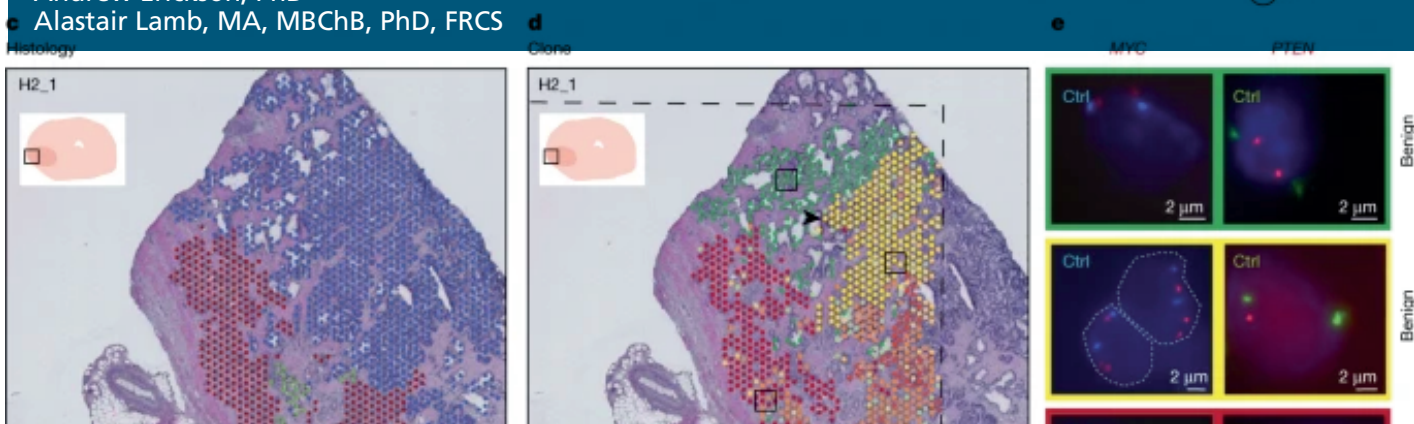 Alastair Lamb, MA, MBChB, PhD, FRCS
c d e
Histology Clone MYC PTEN
H2_1 H2_1
Ctrl Ctrl
Benign
2 μm 2 μm
Ctrl Ctrl
Benign
2 μm 2 μm